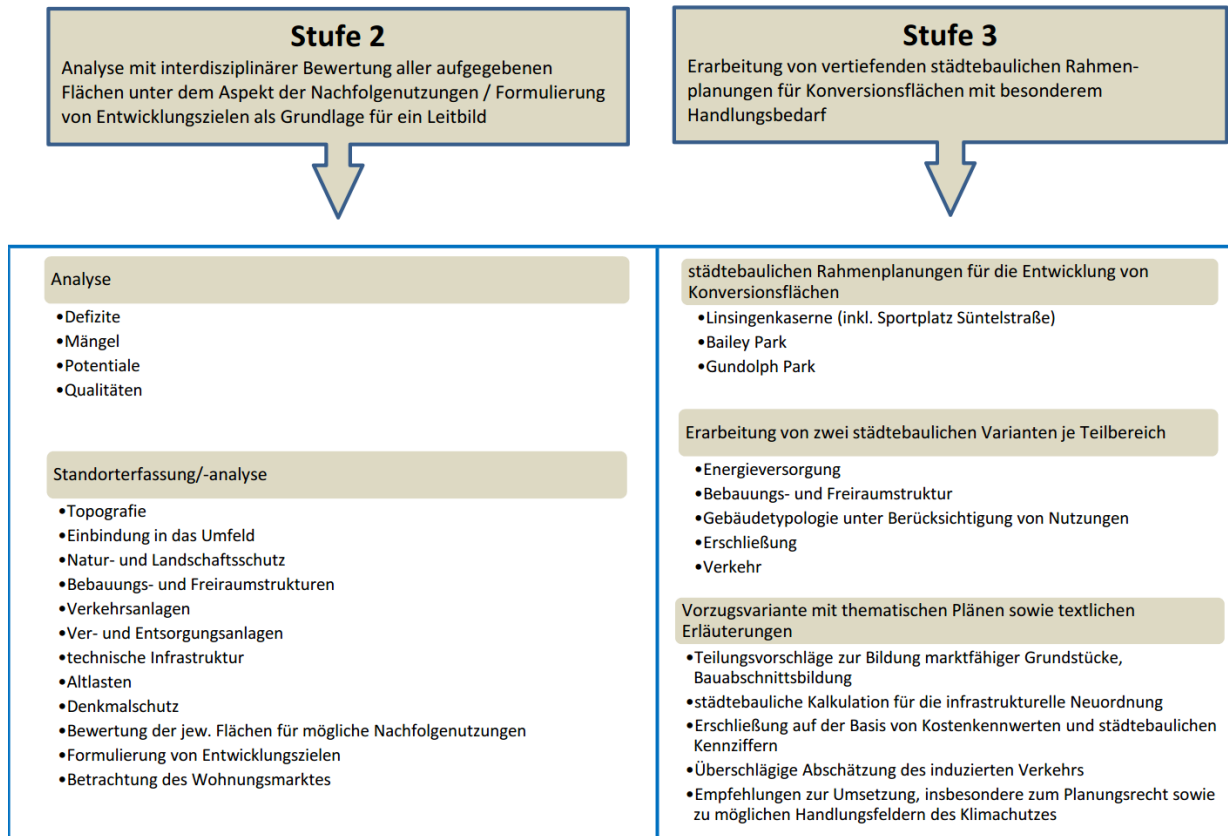 Stufe 2
Analyse mit interdisziplinärer Bewertung aller aufgegebenen
Flächen unter dem Aspekt der Nachfolgenutzungen / Formulierung
von Entwicklungszielen als Grundlage für ein Leitbild
Analyse
•Defizite
•Mängel
•Potentiale
•Qualitäten
Standorterfassung/-analyse
•Topografie
•Einbindung in das Umfeld
•Natur- und Landschaftsschutz
•Bebauungs- und Freiraumstrukturen
•Verkehrsanlagen
•Ver- und Entsorgungsanlagen
•technische Infrastruktur
•Altlasten
•Denkmalschutz
•Bewertung der jew. Flächen für mögliche Nachfolgenutzungen
•Formulierung von Entwicklungszielen
•Betrachtung des Wohnungsmarktes
Stufe 3
Erarbeitung von vertiefenden städtebaulichen Rahmen-
planungen für Konversionsflächen mit besonderem
Handlungsbedarf
städtebaulichen Rahmenplanungen für die Entwicklung von
Konversionsflächen
•Linsingenkaserne (inkl. Sportplatz Süntelstraße)
•Bailey Park
•Gundolph Park
Erarbeitung von zwei städtebaulichen Varianten je Teilbereich
•Energieversorgung
•Bebauungs- und Freiraumstruktur
•Gebäudetypologie unter Berücksichtigung von Nutzungen
•Erschließung
•Verkehr
Vorzugsvariante mit thematischen Plänen sowie textlichen
Erläuterungen
•Teilungsvorschläge zur Bildung marktfähiger Grundstücke,
Bauabschnittsbildung
•städtebauliche Kalkulation für die infrastrukturelle Neuordnung
•Erschließung auf der Basis von Kostenkennwerten und städtebaulichen
Kennziffern
•Überschlägige Abschätzung des induzierten Verkehrs
•Empfehlungen zur Umsetzung, insbesondere zum Planungsrecht sowie
zu möglichen Handlungsfeldern des Klimachutzes